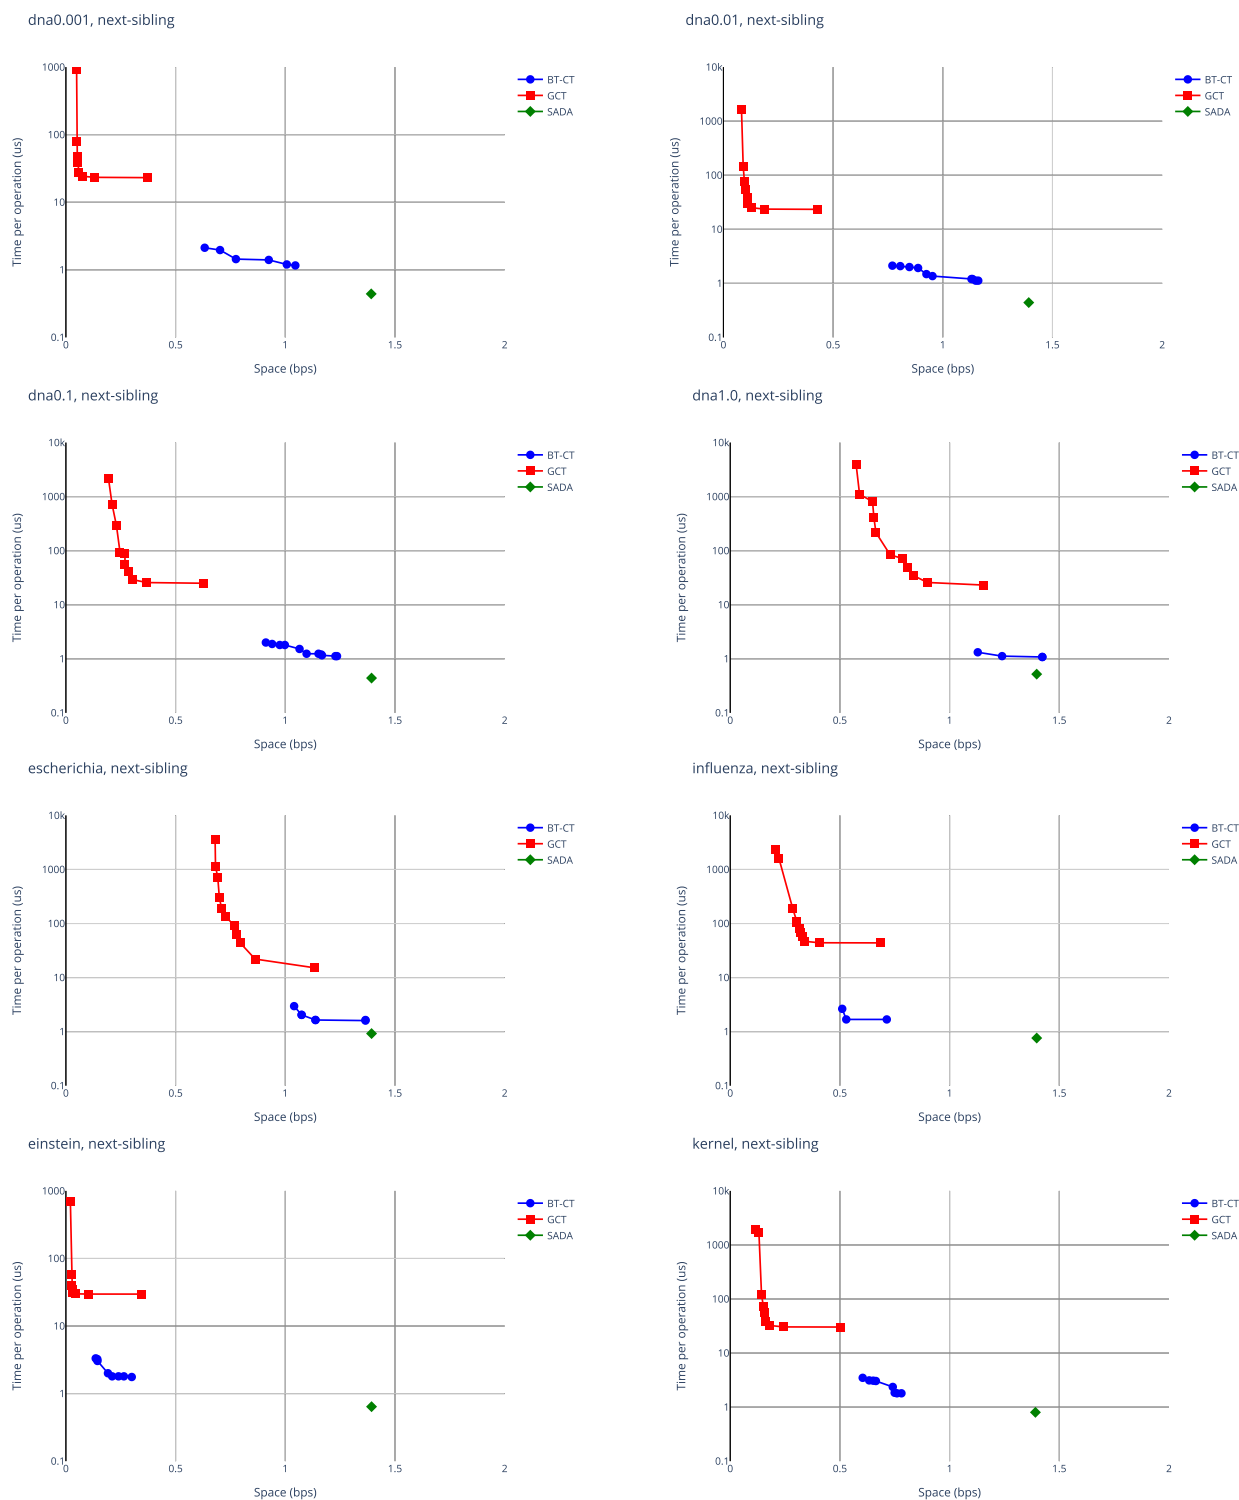 dna0.001, next-sibling
1000
100
10
1
0.1
0
0.5
1
1.5
2
Space (bps)
Time per operation (us)
BT-CT
GCT
SADA
dna0.01, next-sibling
10k
1000
100
10
1
0.1
0
0.5
1
1.5
2
Space (bps)
Time per operation (us)
BT-CT
GCT
SADA
dna0.1, next-sibling
10k
1000
100
10
1
0.1
0
0.5
1
1.5
2
Space (bps)
Time per operation (us)
BT-CT
GCT
SADA
dna1.0, next-sibling
10k
1000
100
10
1
0.1
0
0.5
1
1.5
2
Space (bps)
Time per operation (us)
BT-CT
GCT
SADA
escherichia, next-sibling
10k
1000
100
10
1
0.1
0
0.5
1
1.5
2
Space (bps)
Time per operation (us)
BT-CT
GCT
SADA
influenza, next-sibling
10k
1000
100
10
1
0.1
0
0.5
1
1.5
2
Space (bps)
Time per operation (us)
BT-CT
GCT
SADA
einstein, next-sibling
1000
100
10
1
0.1
0
0.5
1
1.5
2
Space (bps)
Time per operation (us)
BT-CT
GCT
SADA
kernel, next-sibling
10k
1000
100
10
1
0.1
0
0.5
1
1.5
2
Space (bps)
Time per operation (us)
BT-CT
GCT
SADA